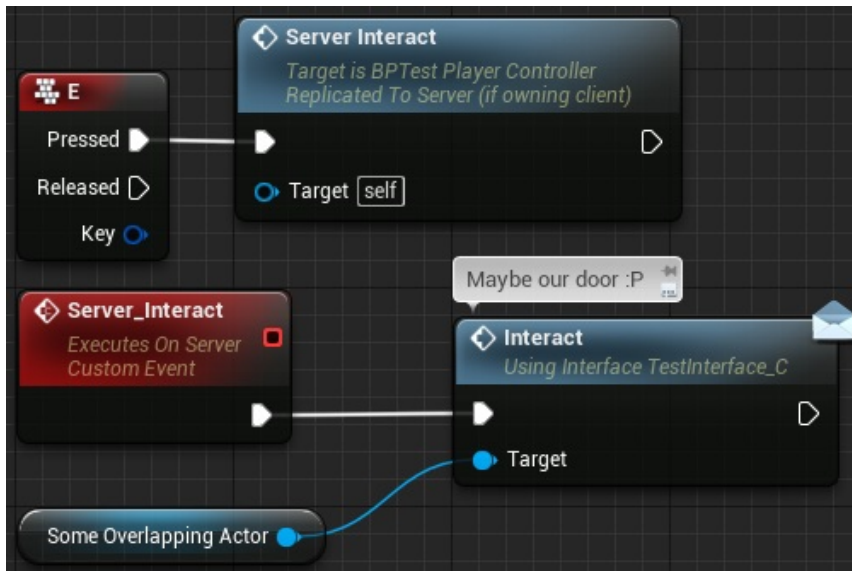 Server Interact
Target is BPTest Player Controller
Replicated To Server (if owning client)
E
Pressed
Released
Key
Target self
Maybe our door :P
Server_Interact
Executes On Server
Custom Event
Interact
Using Interface TestInterface_C
Target
Some Overlapping Actor